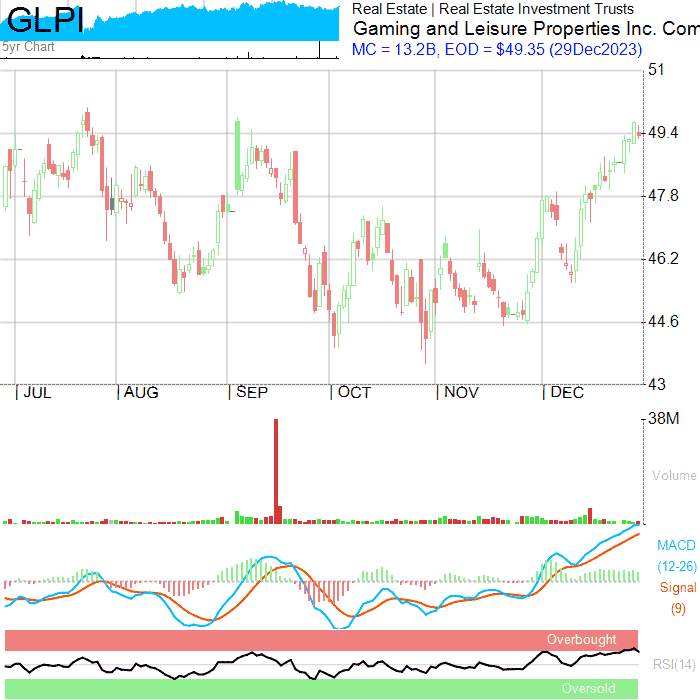 GLPI
5yr Chart
Real Estate | Real Estate Investment Trusts
Gaming and Leisure Properties Inc. Com
MC = 13.2B, EOD = $49.35 (29Dec2023)
51
49.4
47.8
46.2
44.6
43
JUL AUG SEP OCT NOV DEC
38M
Volume
MACD
(12-26)
Signal
(9)
Overbought
RSI(14)
Oversold